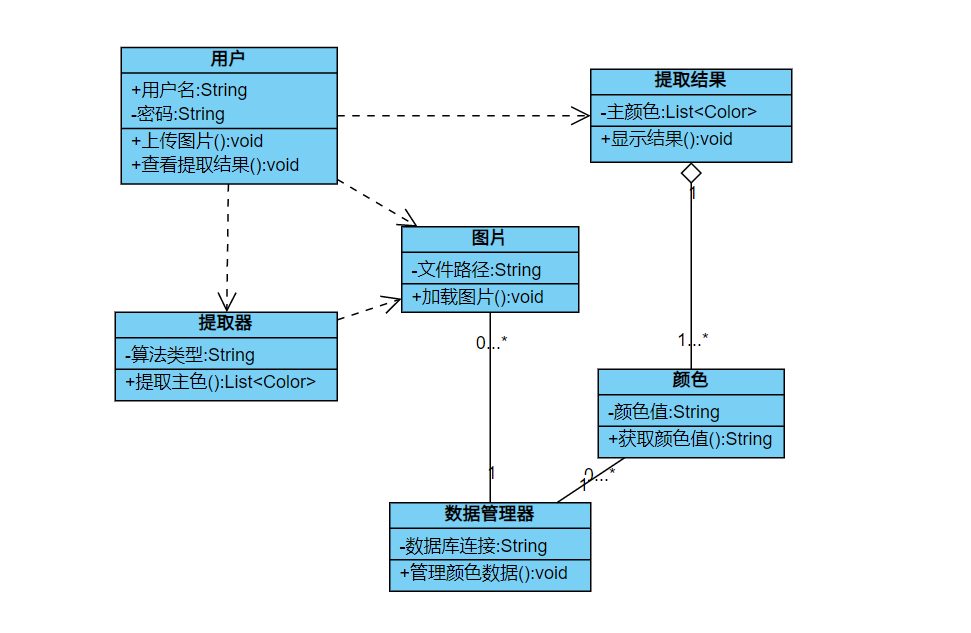 用户
+用户名:String
-密码:String
+上传图片():void
+查看提取结果():void
提取结果
-主颜色:List<Color>
+显示结果():void
1
图片
-文件路径:String
+加载图片():void
提取器
-算法类型:String
+提取主色():List<Color>
0...*
1...*
颜色
-颜色值:String
+获取颜色值():String
1
0...*
1
数据管理器
-数据库连接:String
+管理颜色数据():void